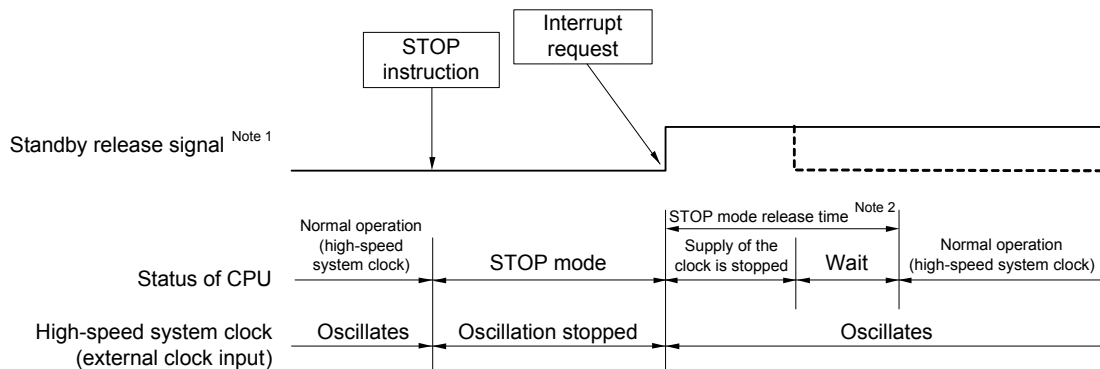 Interrupt
request
STOP
instruction
Standby release signal Note 1
STOP mode release time Note 2
Normal operation
(high-speed
system clock)
Supply of the
clock is stopped
Normal operation
(high-speed system clock)
Status of CPU
STOP mode
Wait
High-speed system clock
(external clock input)
Oscillates
Oscillation stopped
Oscillates